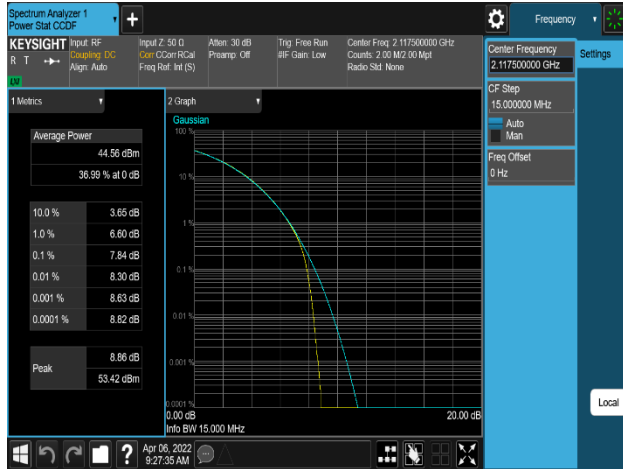 Spectrum Analyzer 1
Power Stat CCDF
Frequency
KEYSIGHT
R T
Input: RF
Coupling: DC
Align: Auto
Input Z: 50 Ω
Corr CCorr RCal
Freq Ref: Int (S)
Atten: 30 dB
Preamp: Off
Trig: Free Run
#IF Gain: Low
Center Freq: 2.117500000 GHz
Counts: 2.00 M/2.00 Mpt
Radio Std: None
Center Frequency
2.117500000 GHz
Settings
CF Step
15.000000 MHz
Auto
Man
Freq Offset
0 Hz
1 Metrics
Average Power
44.56 dBm
36.99 % at 0 dB
10.0 % 3.65 dB
1.0 % 6.60 dB
0.1 % 7.84 dB
0.01 % 8.30 dB
0.001 % 8.63 dB
0.0001 % 8.82 dB
Peak 8.86 dB
53.42 dBm
2 Graph
Gaussian
100 %
10 %
1 %
0.1 %
0.01 %
0.001 %
0.0001 %
0.00 dB 20.00 dB
Info BW 15.000 MHz
Local
?
Apr 06, 2022
9:27:35 AM